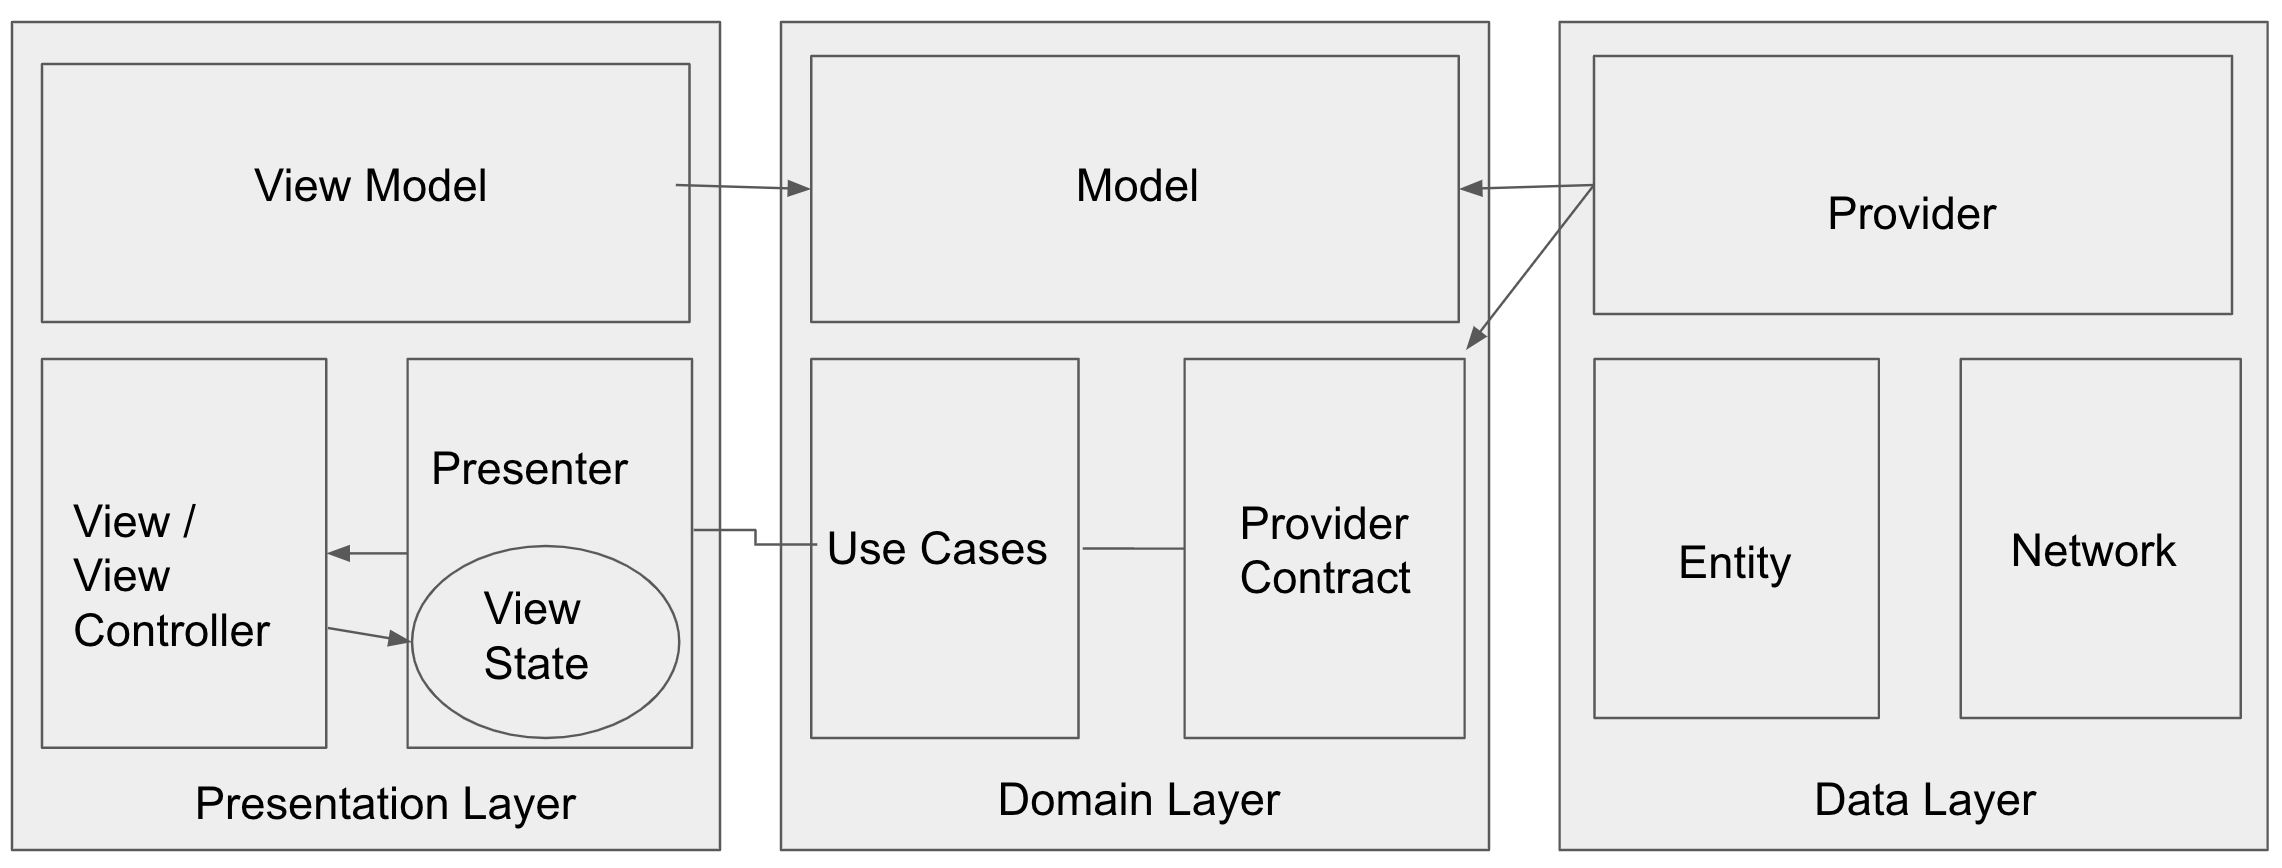 View Model
View /
View
Controller
Presenter
View
State
Presentation Layer
Model
Use Cases
Provider
Contract
Domain Layer
Provider
Entity
Network
Data Layer